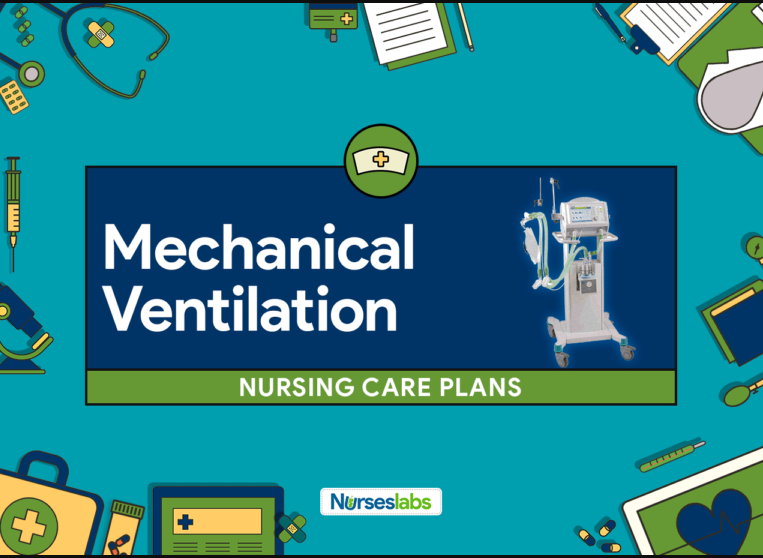 Mechanical
Ventilation
NURSING CARE PLANS
Nurseslabs